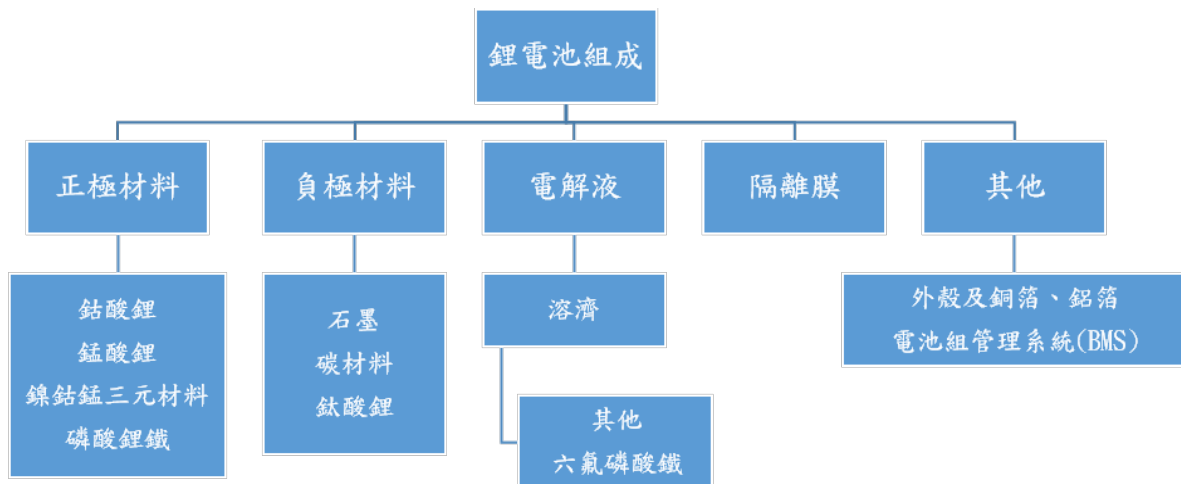 鋰電池組成
正極材料
負極材料
電解液
隔離膜
其他
鈷酸鋰
錳酸鋰
鎳鈷錳三元材料
磷酸鋰鐵
石墨
碳材料
鈦酸鋰
溶濟
其他
六氟磷酸鐵
外殼及銅箔、鋁箔
電池組管理系統(BMS)